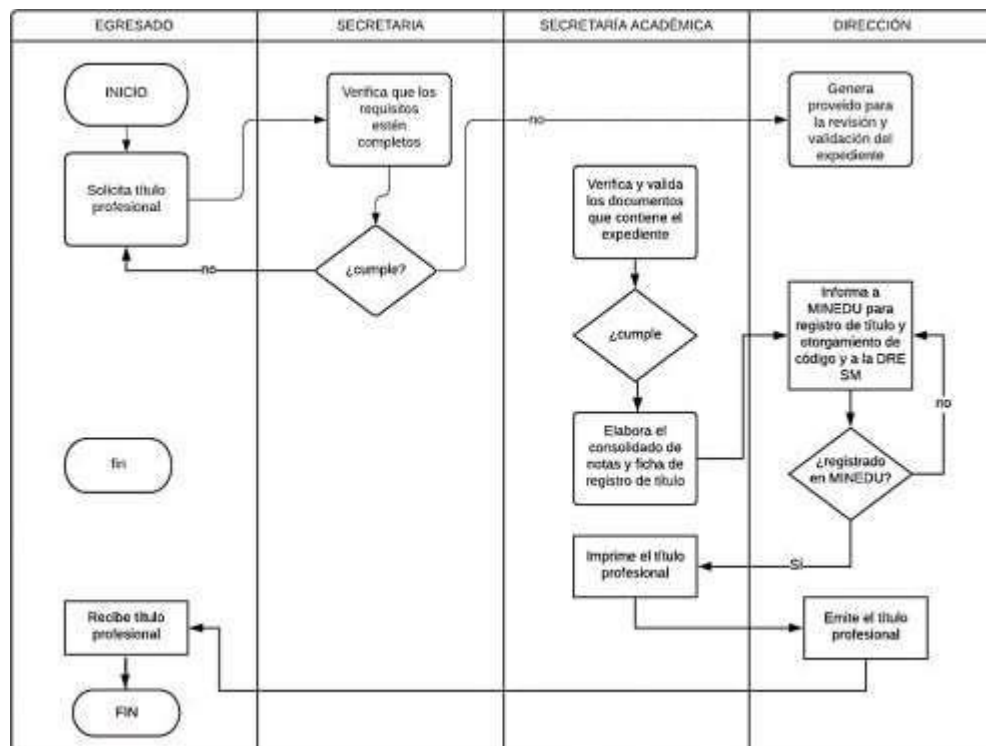 EGRESADO
SECRETARIA
SECRETARÍA ACADÉMICA
DIRECCIÓN
INICIO
Verifica que los
requisitos
estén
completos
no
Genera
proveído para
la revisión y
validación del
expediente
Solicita título
profesional
Verifica y valida
los documentos
que contiene el
expediente
no
¿cumple?
Informa a
MINEDU para
registro de título y
otorgamiento de
código y a la DRE
SM
¿cumple
no
Elabora el
consolidado de
notas y ficha de
registro de título
fin
¿registrado
en MINEDU?
Imprime el título
profesional
Si
Recibe título
profesional
Emite el título
profesional
FIN